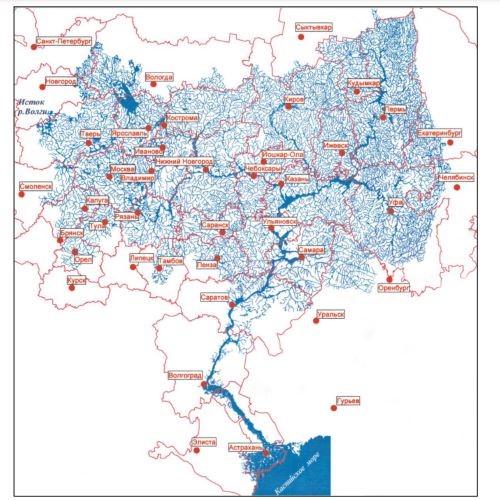 Сыктывкар
Санкт-Петербург
Новгород
Вологда
Кудымкар
Исток
р.Волги
Киров
Пермь
Кострома
Тверь
Ярославль
Екатеринбург
Иваново
Ижевск
Йошкар-Ола
Нижний Новгород
Москва
Владимир
Чебоксары
Казань
Челябинск
Смоленск
Калуга
Рязань
Уфа
Тула
Брянск
Саранск
Ульяновск
Орел
Липецк
Тамбов
Пенза
Самара
Курск
Оренбург
Саратов
Уральск
Волгоград
Гурьев
Элиста
Астрахань
Каспийское море